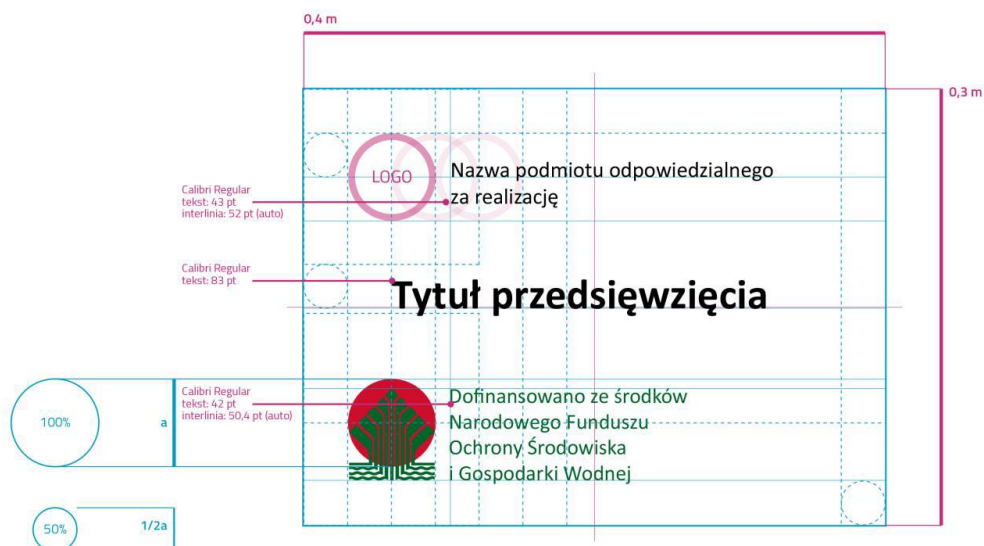 0,4 m
0,3 m
LOGO
Nazwa podmiotu odpowiedzialnego
za realizację
Calibri Regular
tekst: 43 pt
interlinia: 52 pt (auto)
Calibri Regular
tekst: 83 pt
Tytuł przedsięwzięcia
Calibri Regular
tekst: 42 pt
interlinia: 50,4 pt (auto)
Dofinansowano ze środków
Narodowego Funduszu
Ochrony Środowiska
i Gospodarki Wodnej
100%
a
50%
1/2a